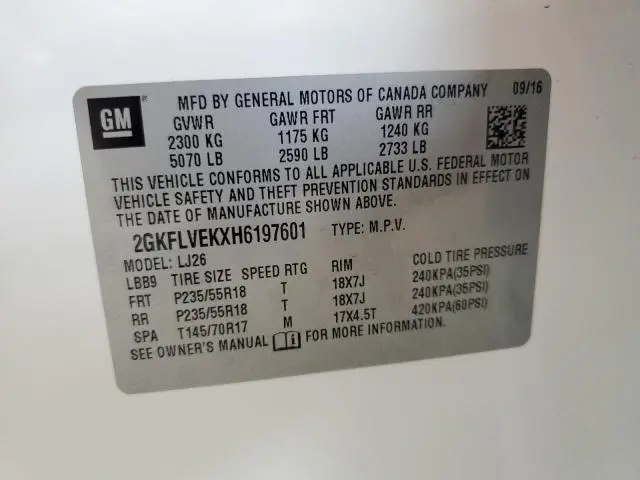 GM
MFD BY GENERAL MOTORS OF CANADA COMPANY 09/16
GVWR GAWR FRT GAWR RR
2300 KG 1175 KG 1240 KG
5070 LB 2590 LB 2733 LB
THIS VEHICLE CONFORMS TO ALL APPLICABLE U.S. FEDERAL MOTOR
VEHICLE SAFETY AND THEFT PREVENTION STANDARDS IN EFFECT ON
THE DATE OF MANUFACTURE SHOWN ABOVE.
2GKFLVEKXH6197601 TYPE: M.P.V.
MODEL: LJ26
LBB9 TIRE SIZE SPEED RTG RIM COLD TIRE PRESSURE
FRT P235/55R18 T 18X7J 240KPA(35PSI)
RR P235/55R18 T 18X7J 240KPA(35PSI)
SPA T145/70R17 M 17X4.5T 420KPA(60PSI)
SEE OWNER'S MANUAL FOR MORE INFORMATION.